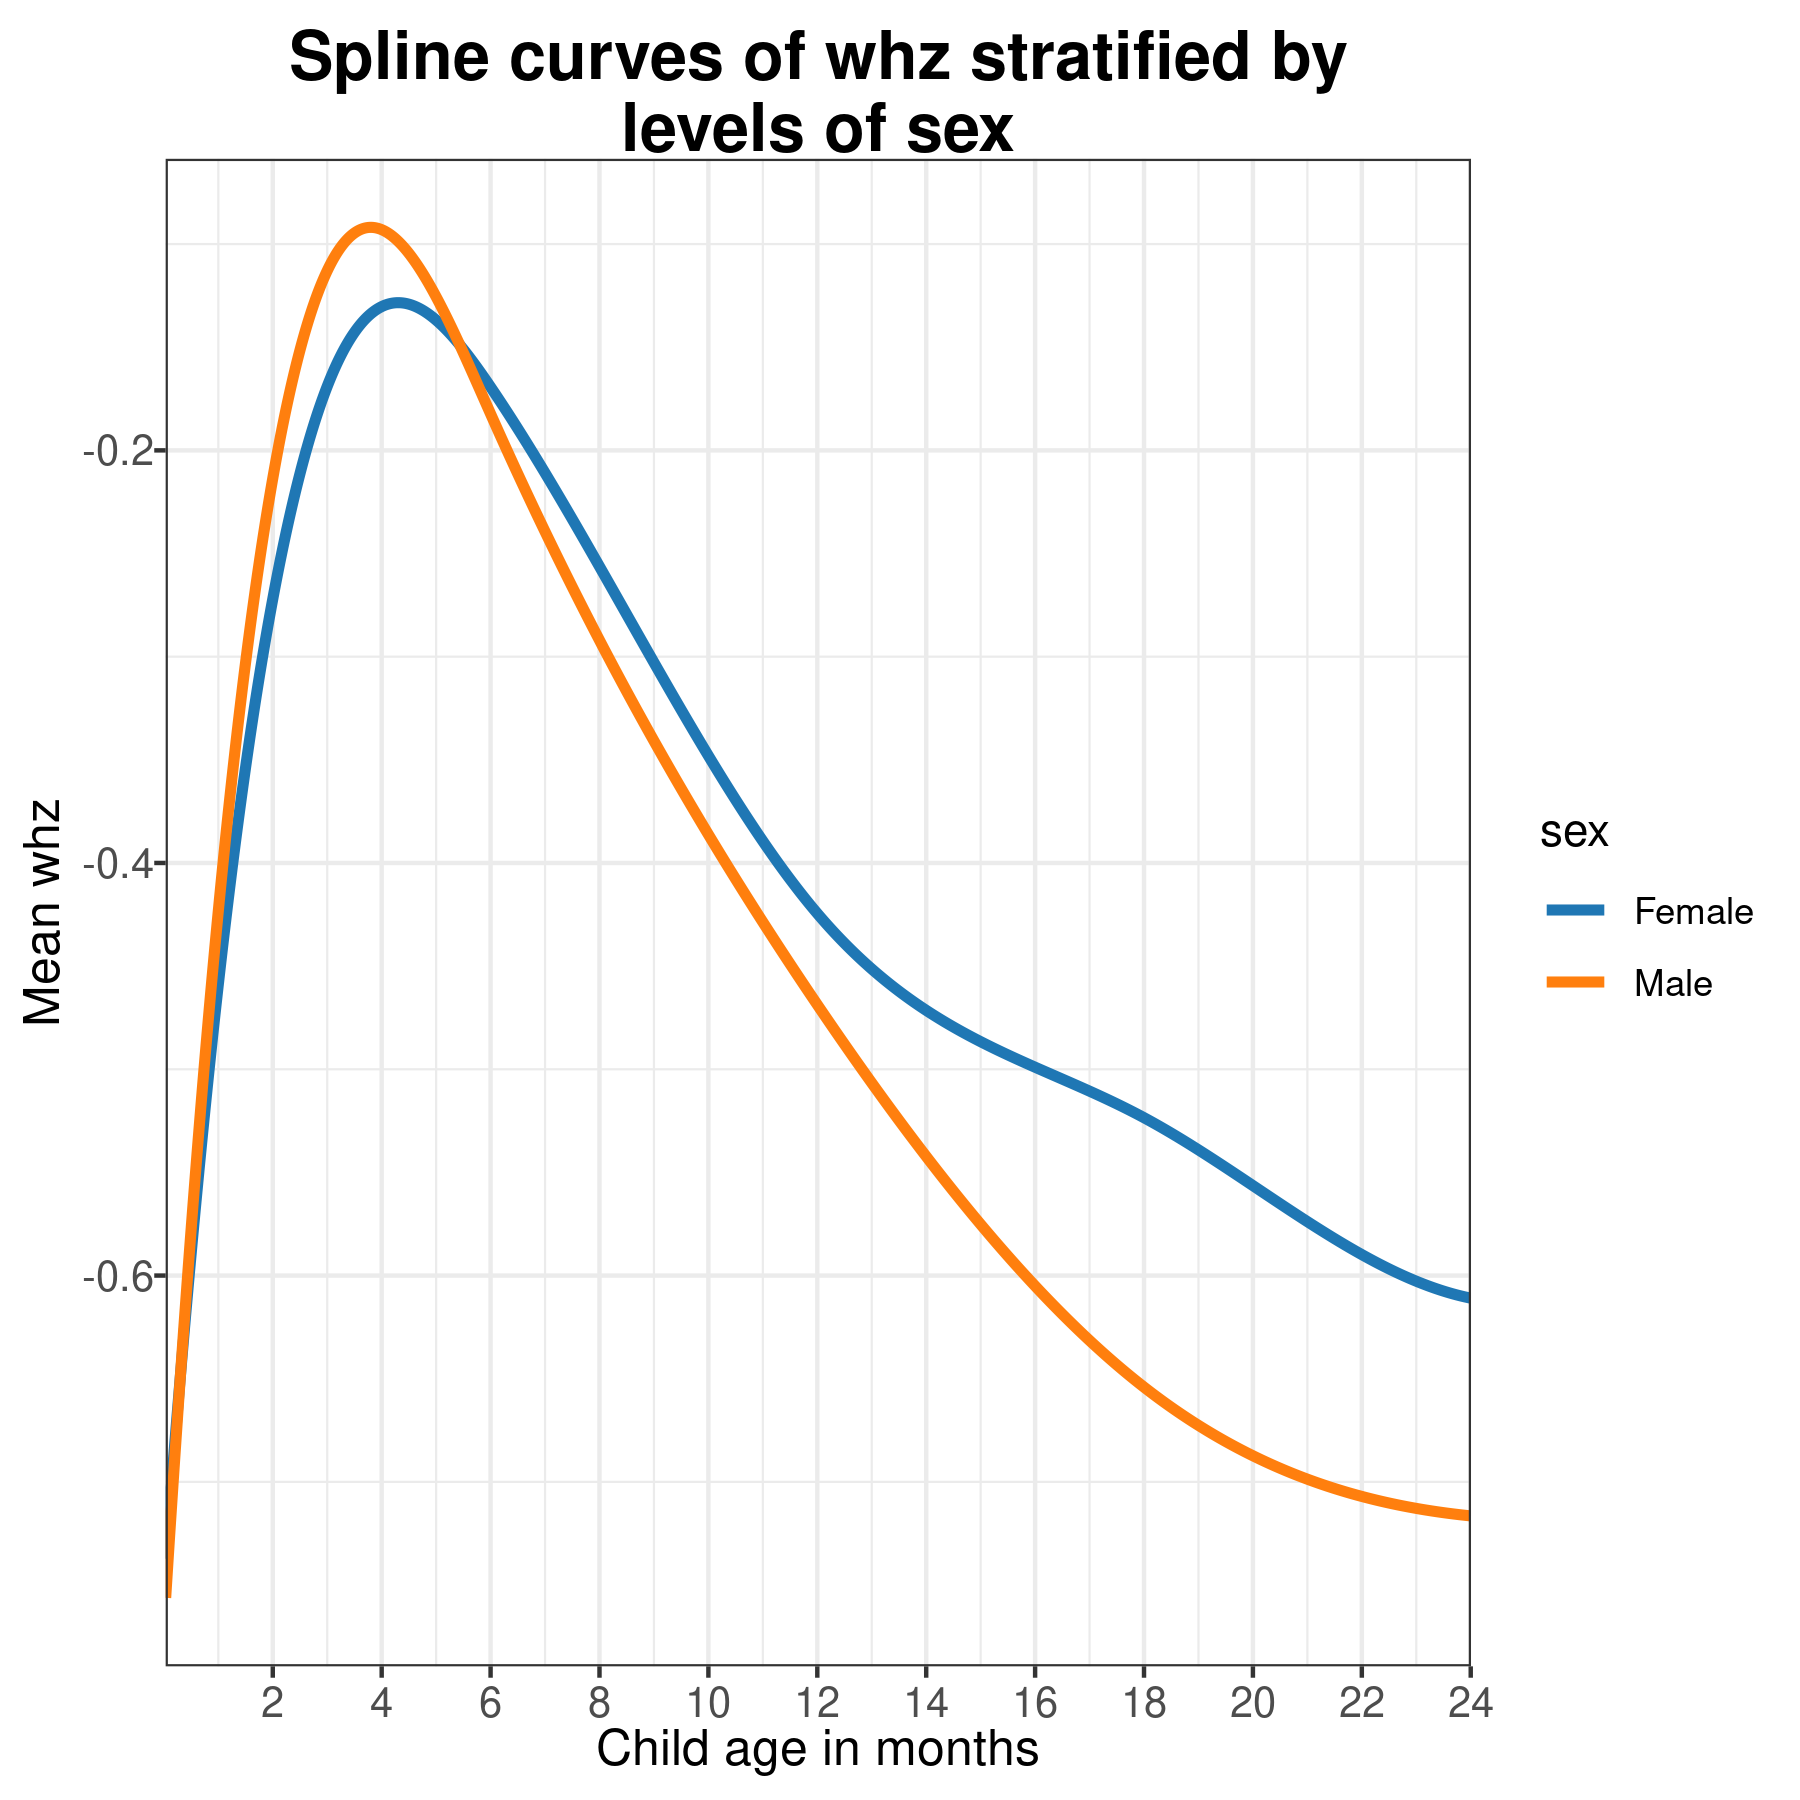 Spline curves of whz stratified by
levels of sex
Mean whz
-0.2
-0.4
-0.6
2 4 6 8 10 12 14 16 18 20 22 24
Child age in months
sex
Female
Male